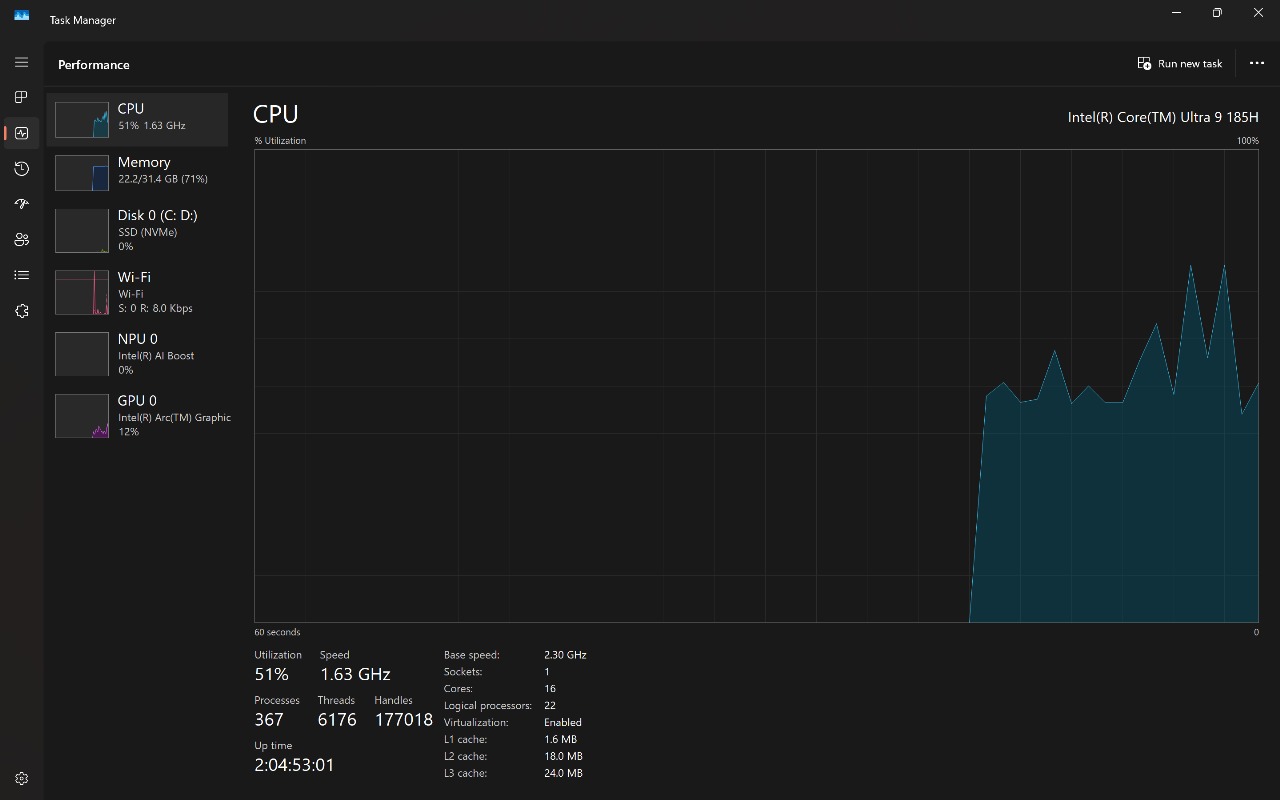 Task Manager
Performance
Run new task
CPU
51% 1.63 GHz
Memory
22.2/31.4 GB (71%)
Disk 0 (C: D:)
SSD (NVMe)
0%
Wi-Fi
Wi-Fi
S: 0 R: 8.0 Kbps
NPU 0
Intel(R) AI Boost
0%
GPU 0
Intel(R) Arc(TM) Graphic
12%
CPU
Intel(R) Core(TM) Ultra 9 185H
% Utilization
100%
60 seconds
0
Utilization Speed
51% 1.63 GHz
Processes Threads Handles
367 6176 177018
Up time
2:04:53:01
Base speed: 2.30 GHz
Sockets: 1
Cores: 16
Logical processors: 22
Virtualization: Enabled
L1 cache: 1.6 MB
L2 cache: 18.0 MB
L3 cache: 24.0 MB